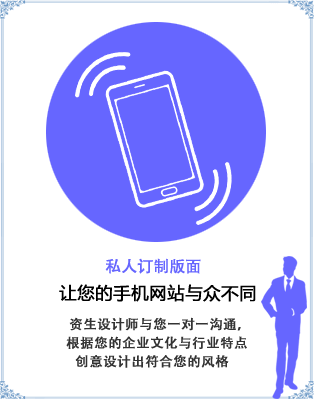 私人订制版面
让您的手机网站与众不同
资生设计师与您一对一沟通，
根据您的企业文化与行业特点
创意设计出符合您的风格